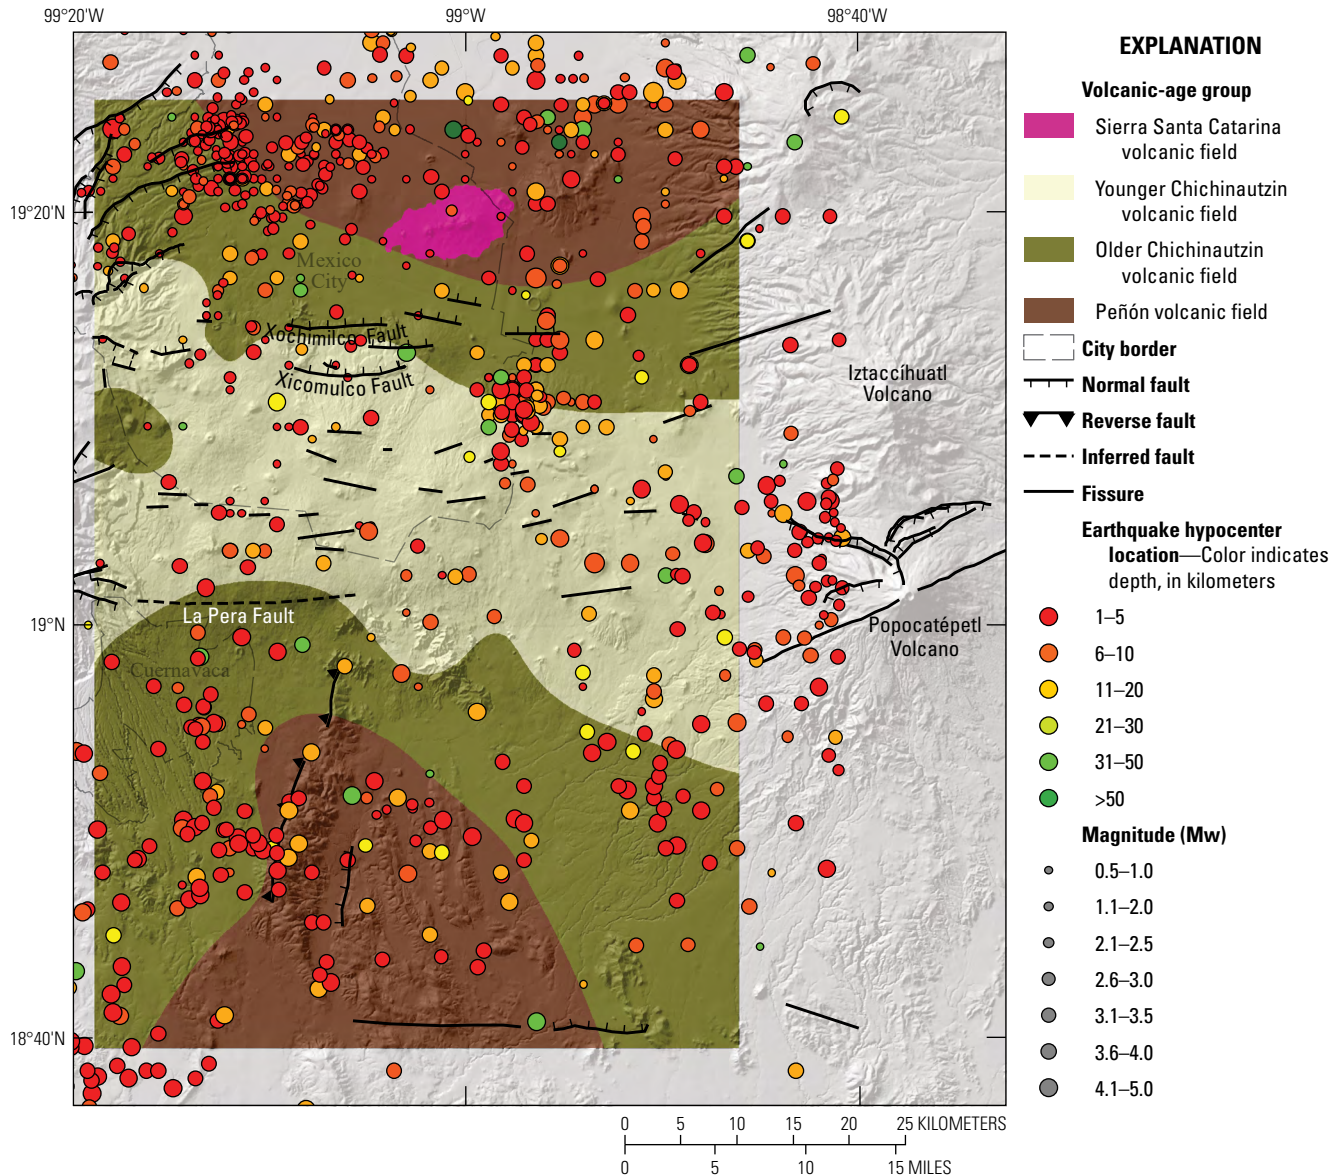 99°20'W
99°W
98°40'W
19°20'N
19°N
18°40'N
Mexico
City
Xochimilco Fault
Xicomulco Fault
Iztaccíhuatl
Volcano
La Pera Fault
Popocatépetl
Volcano
Cuernavaca
EXPLANATION
Volcanic-age group
Sierra Santa Catarina
volcanic field
Younger Chichinautzin
volcanic field
Older Chichinautzin
volcanic field
Peñón volcanic field
City border
Normal fault
Reverse fault
Inferred fault
Fissure
Earthquake hypocenter
location—Color indicates
depth, in kilometers
1–5
6–10
11–20
21–30
31–50
>50
Magnitude (Mw)
0.5–1.0
1.1–2.0
2.1–2.5
2.6–3.0
3.1–3.5
3.6–4.0
4.1–5.0
0 5 10 15 20 25 KILOMETERS
0 5 10 15 MILES